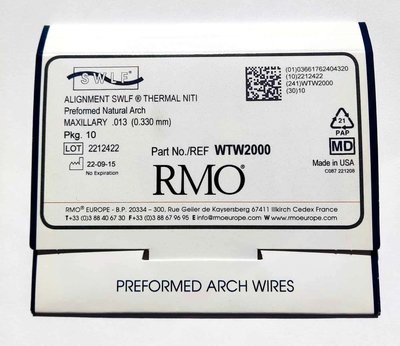 SWLF
ALIGNMENT SWLF ® THERMAL NITI
Preformed Natural Arch
MAXILLARY .013 (0.330 mm)
Pkg. 10
LOT 2212422
22-09-15
No Expiration
(01)03661762404320
(10)2212422
(241)WTW2000
(30)10
Part No./REF WTW2000
21
PAP
MD
Made in USA
C087 221208
RMO®
RMO® EUROPE - B.P. 20334 – 300, Rue Geiler de Kaysersberg 67411 Illkirch Cedex France
T+33 (0)3 88 40 67 30 F+33 (0)3 88 67 96 95 E info@rmoeurope.com W www.rmoeurope.com
PREFORMED ARCH WIRES